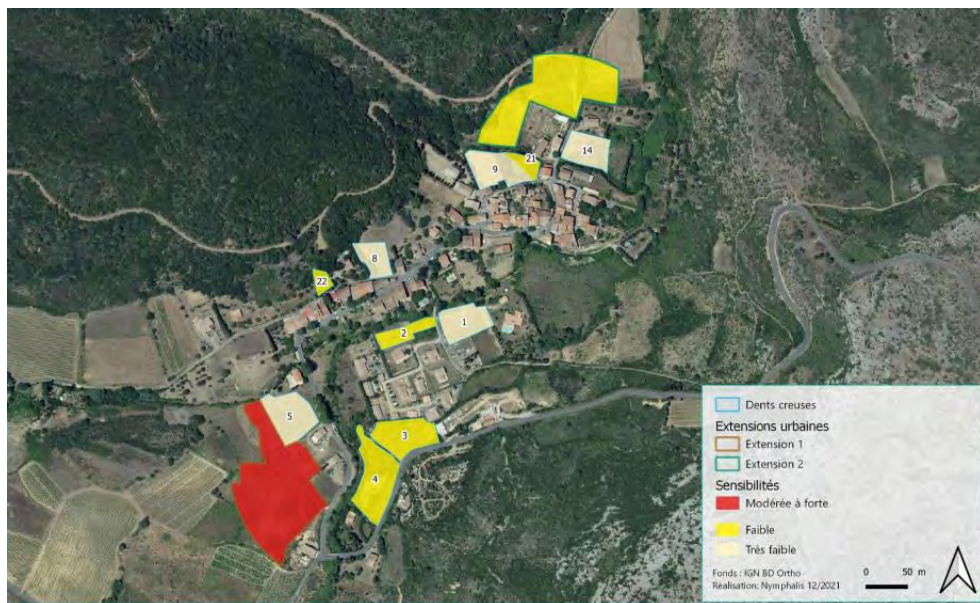 21
14
9
8
22
1
2
5
3
4
Dents creuses
Extensions urbaines
Extension 1
Extension 2
Sensibilités
Modérée à forte
Faible
Très faible
Fonds : IGN BD Ortho
Réalisation: Nymphalis 12/2021
0 50 m